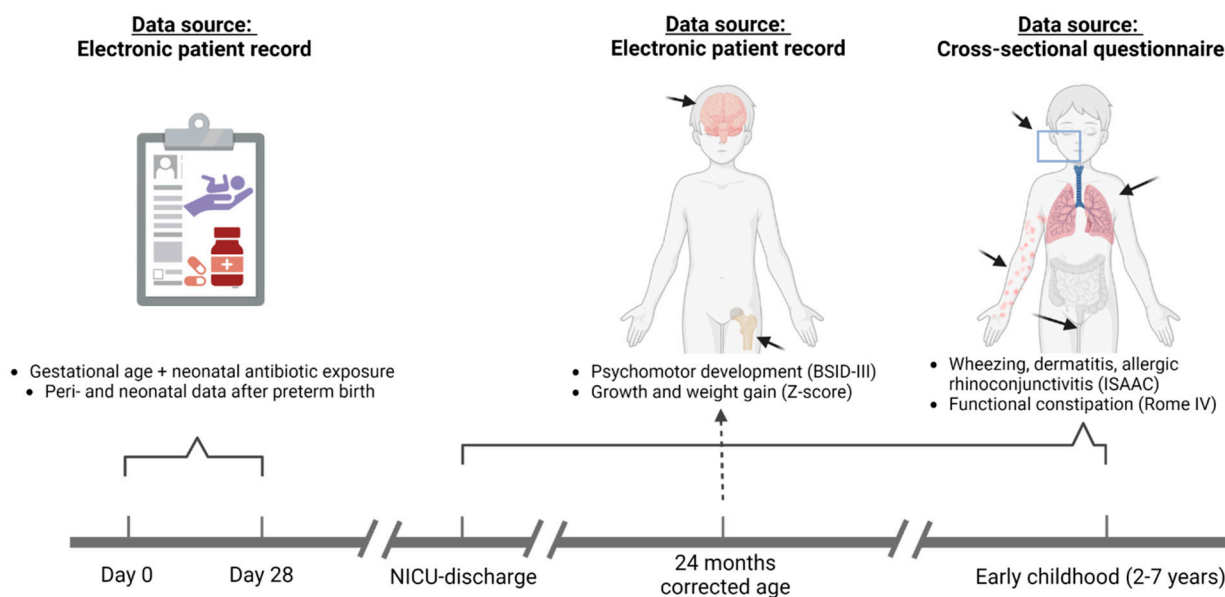 Data source:
Electronic patient record
Data source:
Electronic patient record
Data source:
Cross-sectional questionnaire
• Gestational age + neonatal antibiotic exposure
• Peri- and neonatal data after preterm birth
• Psychomotor development (BSID-III)
• Growth and weight gain (Z-score)
• Wheezing, dermatitis, allergic
rhinoconjunctivitis (ISAAC)
• Functional constipation (Rome IV)
Day 0
Day 28
NICU-discharge
24 months
corrected age
Early childhood (2-7 years)